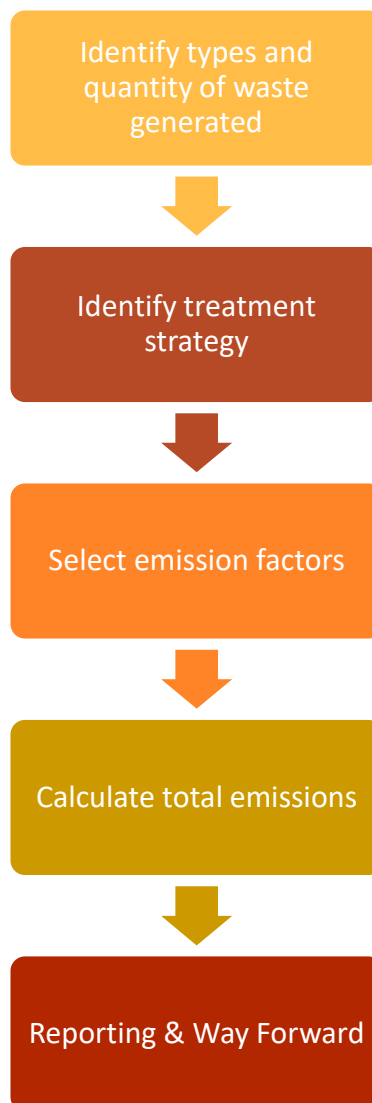 Identify types and
quantity of waste
generated
Identify treatment
strategy
Select emission factors
Calculate total emissions
Reporting & Way Forward